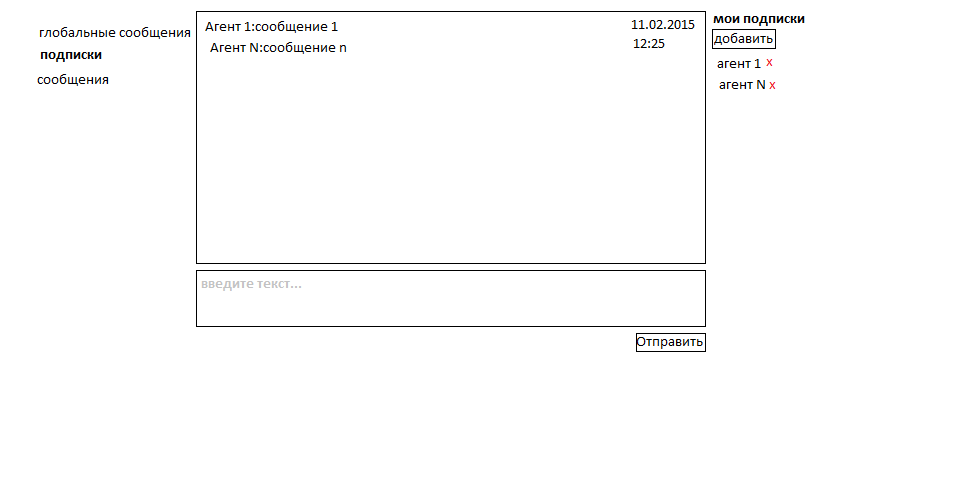 глобальные сообщения
подписки
сообщения
Агент 1:сообщение 1
11.02.2015
Агент N:сообщение n
12:25
введите текст...
Отправить
мои подписки
добавить
агент 1 x
агент N x